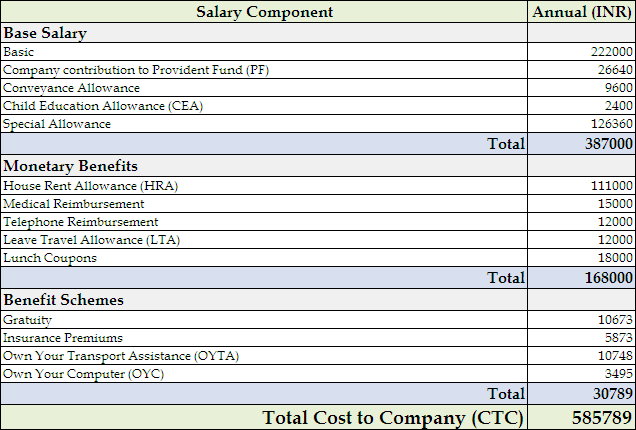 Salary Component Annual (INR)
Base Salary
Basic 222000
Company contribution to Provident Fund (PF) 26640
Conveyance Allowance 9600
Child Education Allowance (CEA) 2400
Special Allowance 126360
Total 387000
Monetary Benefits
House Rent Allowance (HRA) 111000
Medical Reimbursement 15000
Telephone Reimbursement 12000
Leave Travel Allowance (LTA) 12000
Lunch Coupons 18000
Total 168000
Benefit Schemes
Gratuity 10673
Insurance Premiums 5873
Own Your Transport Assistance (OYTA) 10748
Own Your Computer (OYC) 3495
Total 30789
Total Cost to Company (CTC) 585789